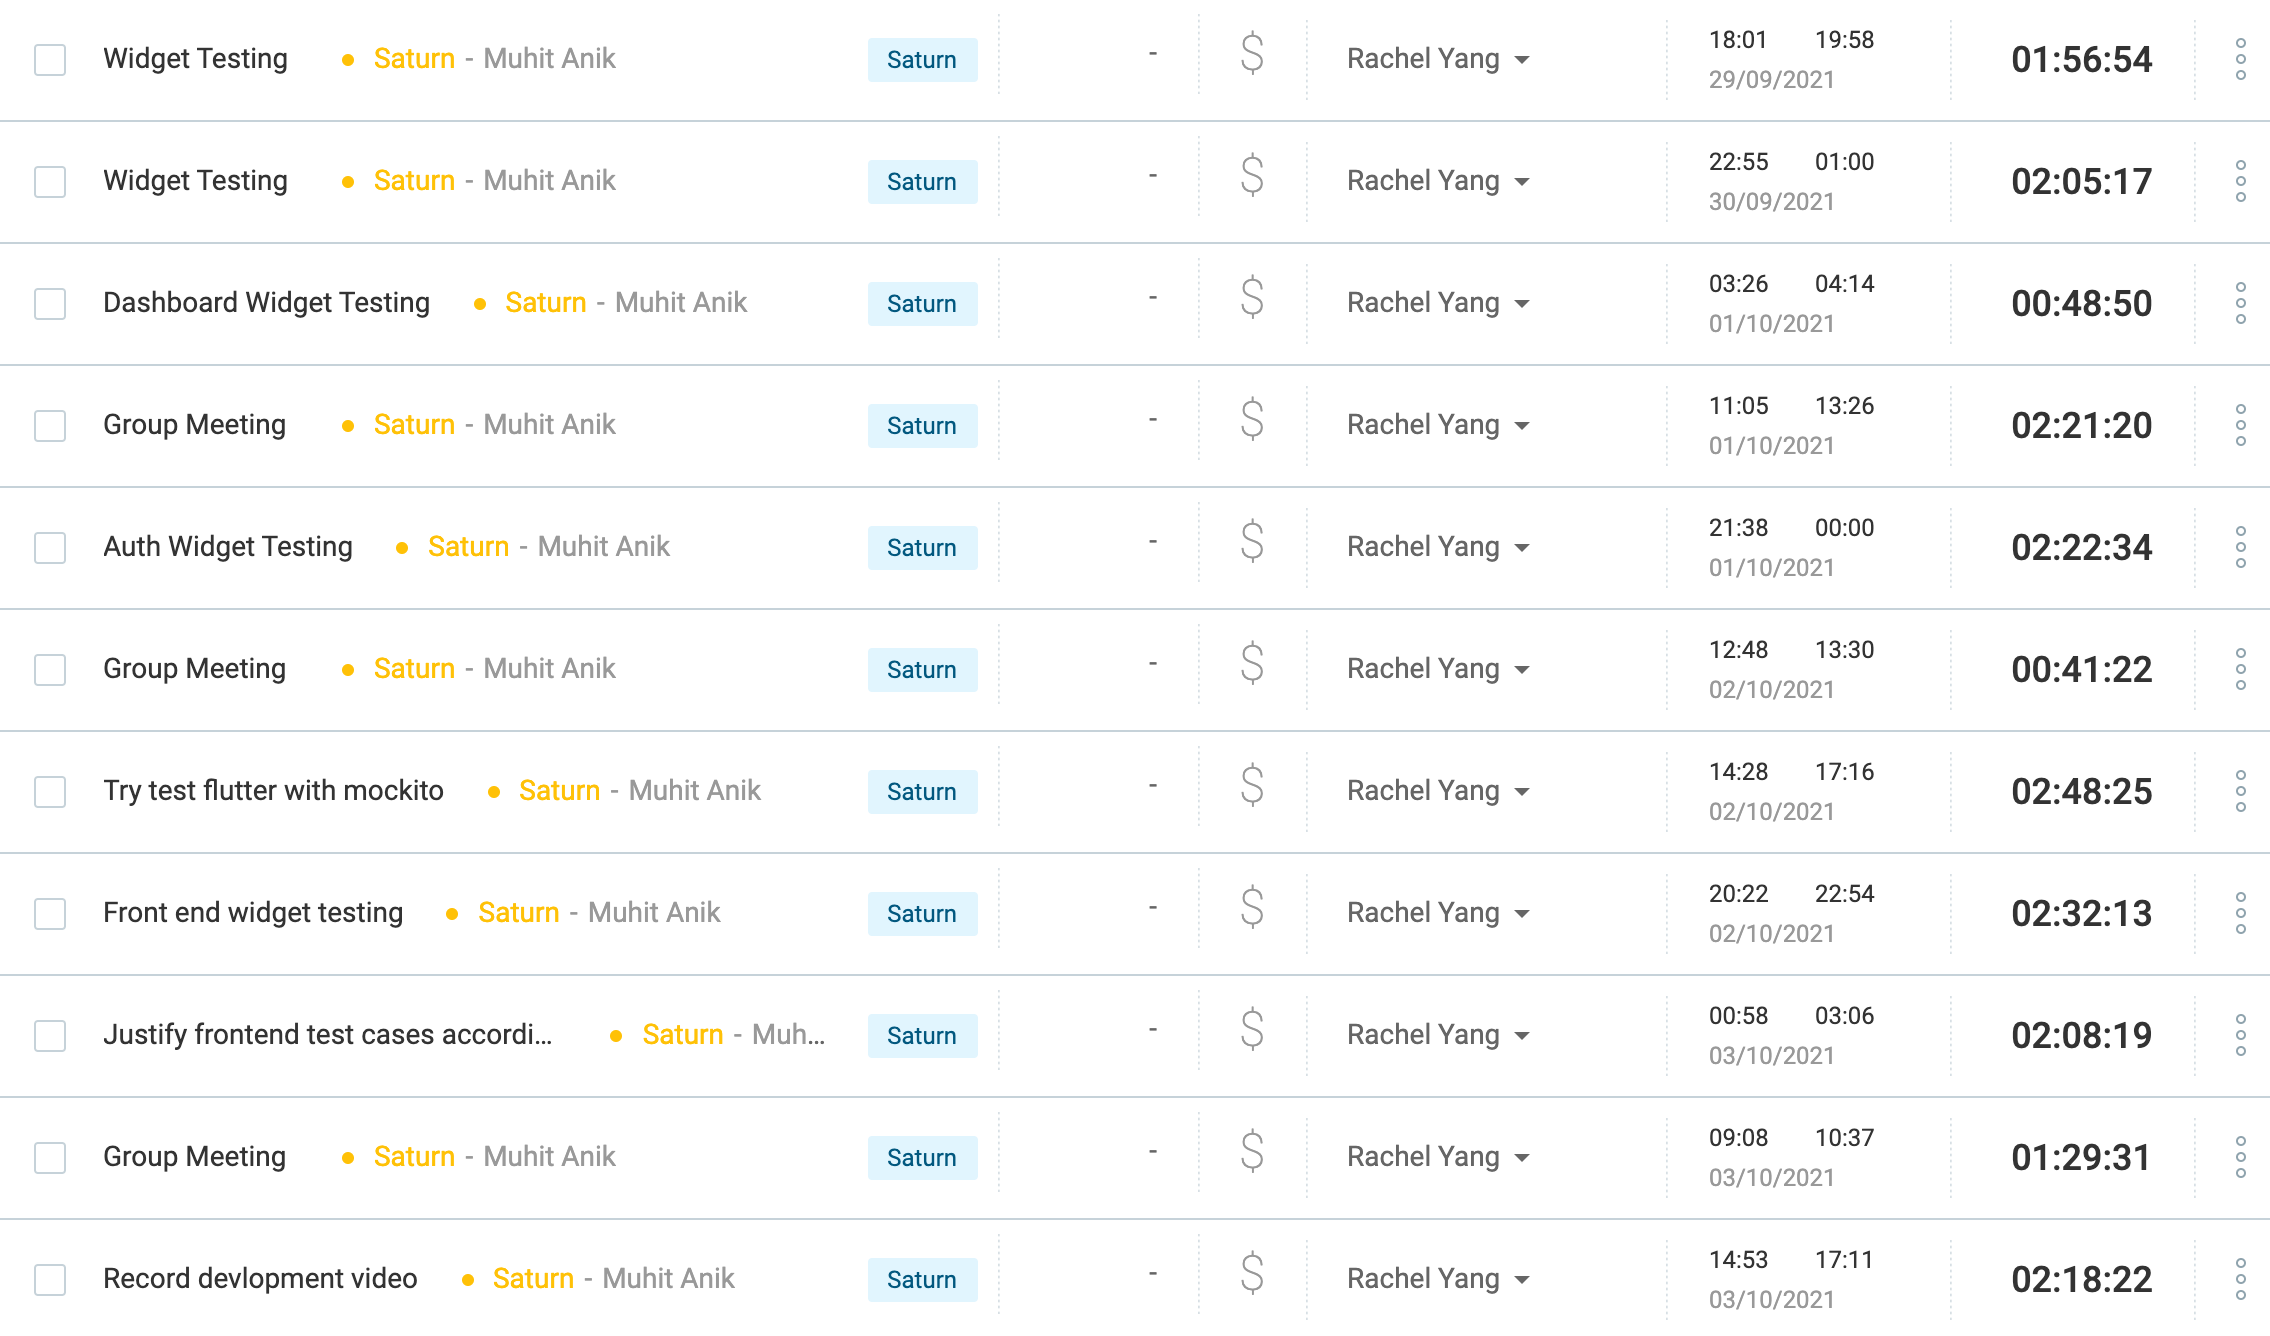 Widget Testing Saturn - Muhit Anik Saturn - $ Rachel Yang 18:01 19:58 01:56:54
29/09/2021
Widget Testing Saturn - Muhit Anik Saturn - $ Rachel Yang 22:55 01:00 02:05:17
30/09/2021
Dashboard Widget Testing Saturn - Muhit Anik Saturn - $ Rachel Yang 03:26 04:14 00:48:50
01/10/2021
Group Meeting Saturn - Muhit Anik Saturn - $ Rachel Yang 11:05 13:26 02:21:20
01/10/2021
Auth Widget Testing Saturn - Muhit Anik Saturn - $ Rachel Yang 21:38 00:00 02:22:34
01/10/2021
Group Meeting Saturn - Muhit Anik Saturn - $ Rachel Yang 12:48 13:30 00:41:22
02/10/2021
Try test flutter with mockito Saturn - Muhit Anik Saturn - $ Rachel Yang 14:28 17:16 02:48:25
02/10/2021
Front end widget testing Saturn - Muhit Anik Saturn - $ Rachel Yang 20:22 22:54 02:32:13
02/10/2021
Justify frontend test cases accordi... Saturn - Muh... Saturn - $ Rachel Yang 00:58 03:06 02:08:19
03/10/2021
Group Meeting Saturn - Muhit Anik Saturn - $ Rachel Yang 09:08 10:37 01:29:31
03/10/2021
Record devlopment video Saturn - Muhit Anik Saturn - $ Rachel Yang 14:53 17:11 02:18:22
03/10/2021